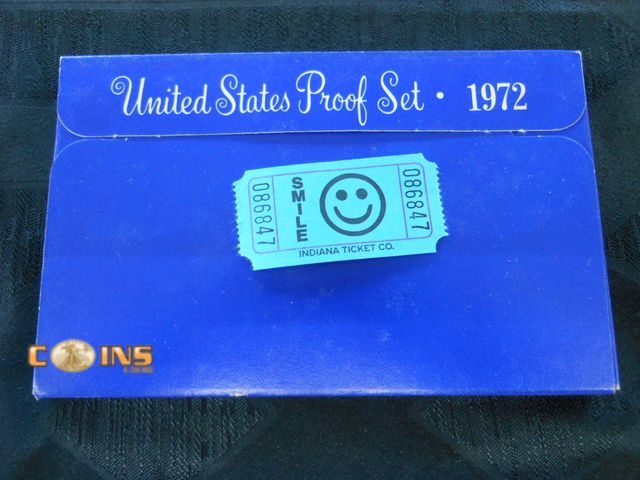 United States Proof Set • 1972
086847
SMILE
086847
INDIANA TICKET CO.
COINS